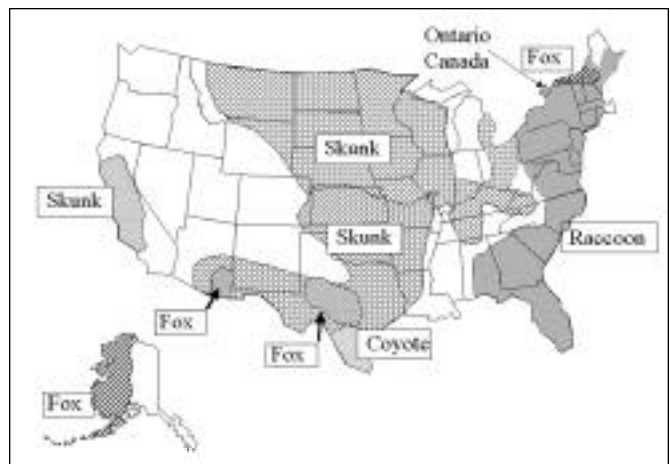 Ontario
Canada
Fox
Skunk
Skunk
Skunk
Raccoon
Fox
Fox
Coyote
Fox